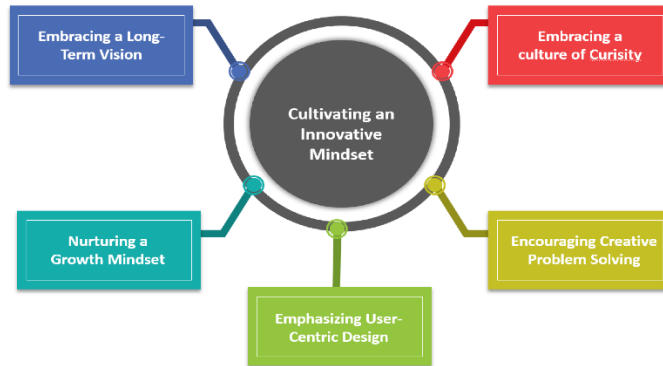 Embracing a Long-
Term Vision
Embracing a
culture of Curisity
Cultivating an
Innovative
Mindset
Nurturing a
Growth Mindset
Encouraging Creative
Problem Solving
Emphasizing User-
Centric Design